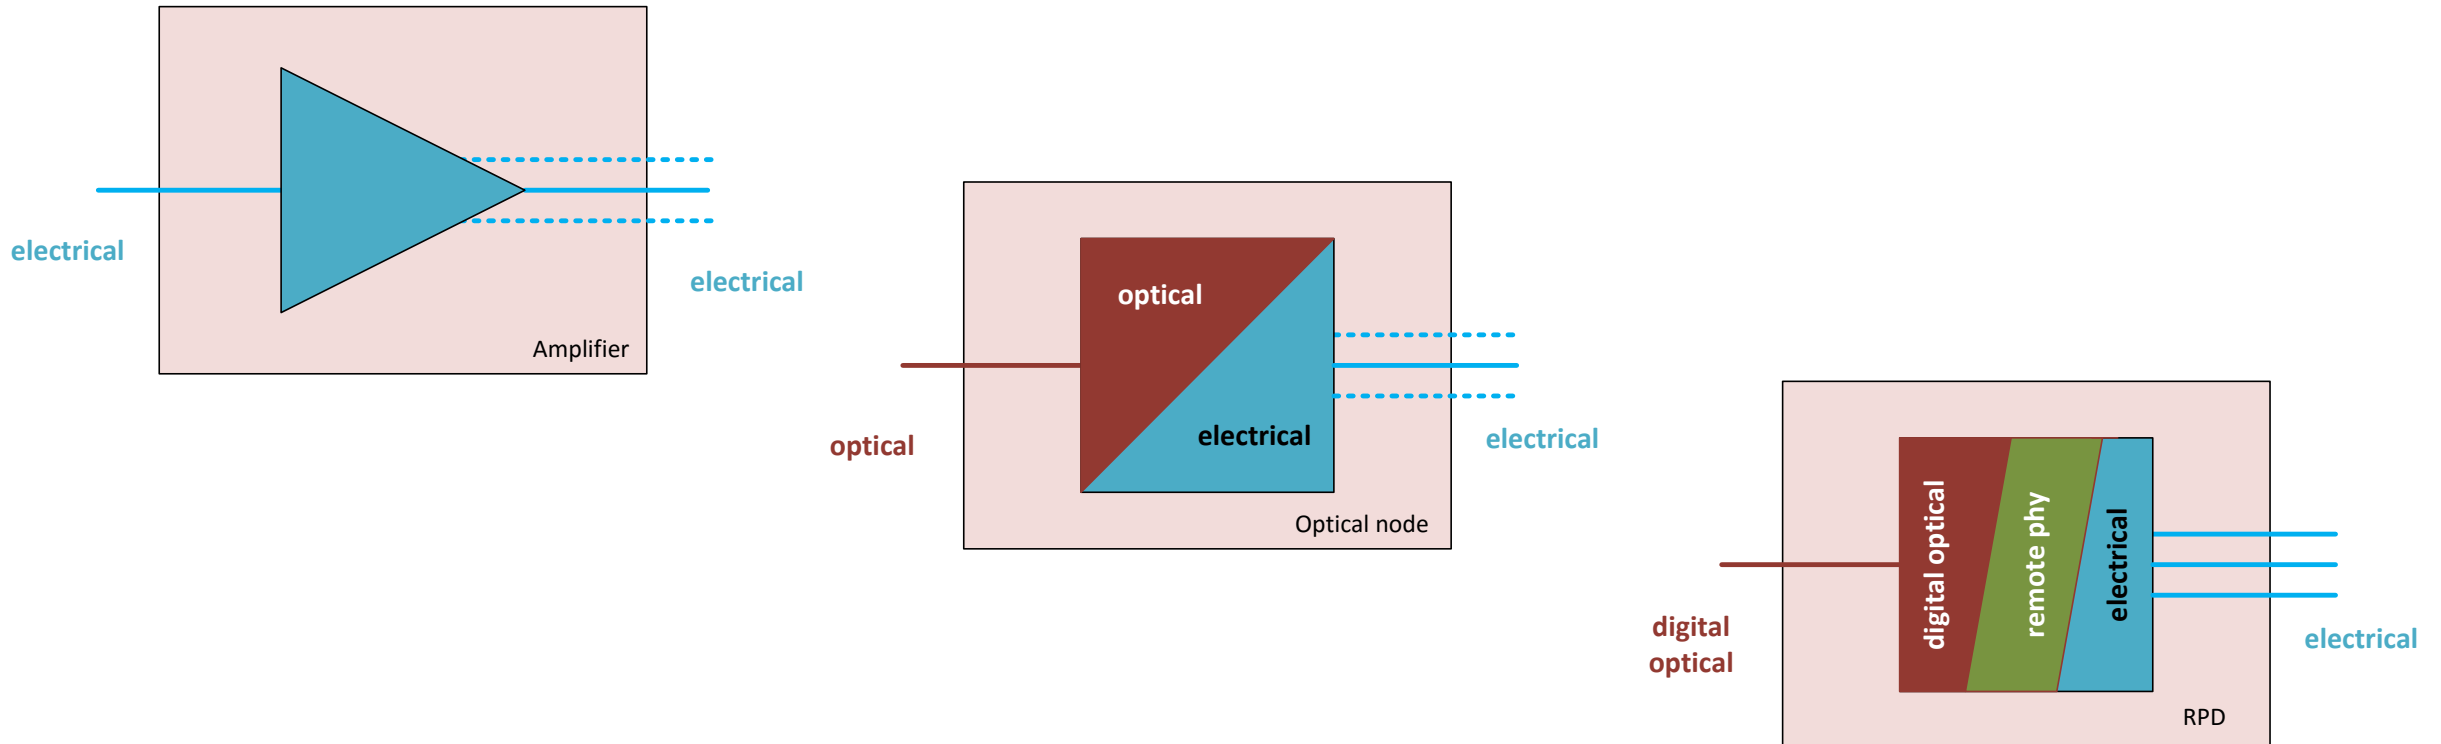 electrical
electrical
Amplifier
optical
optical
electrical
electrical
Optical node
digital
optical
digital optical
remote phy
electrical
electrical
RPD